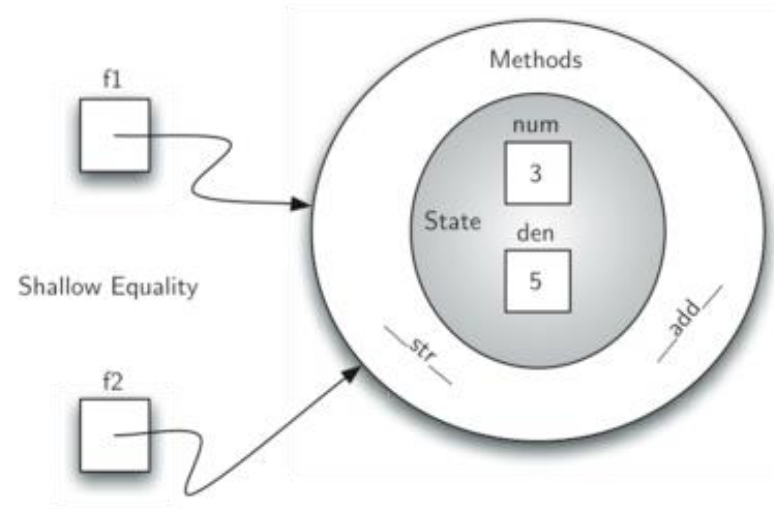 f1
Methods
num
3
State
den
5
Shallow Equality
__str__
__add__
f2